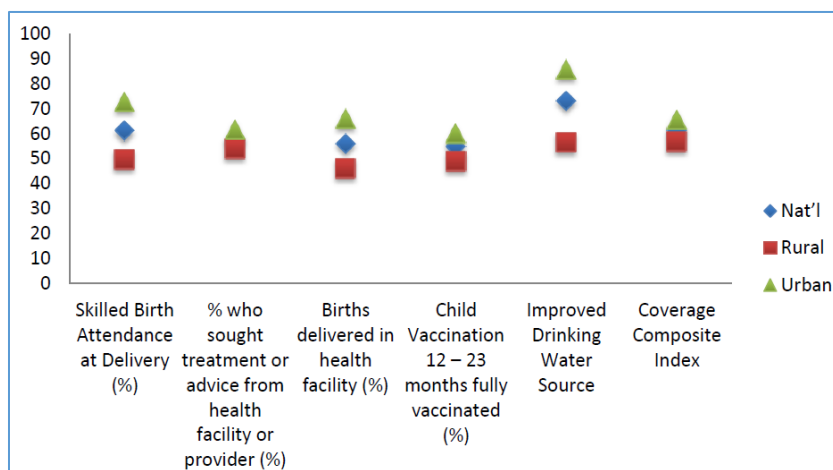 100
90
80
70
60
50
40
30
20
10
0
Skilled Birth
Attendance
at Delivery
(%)
% who
sought
treatment or
advice from
health
facility or
provider (%)
Births
delivered in
health
facility (%)
Child
Vaccination
12 – 23
months fully
vaccinated
(%)
Improved
Drinking
Water
Source
Coverage
Composite
Index
Nat’l
Rural
Urban